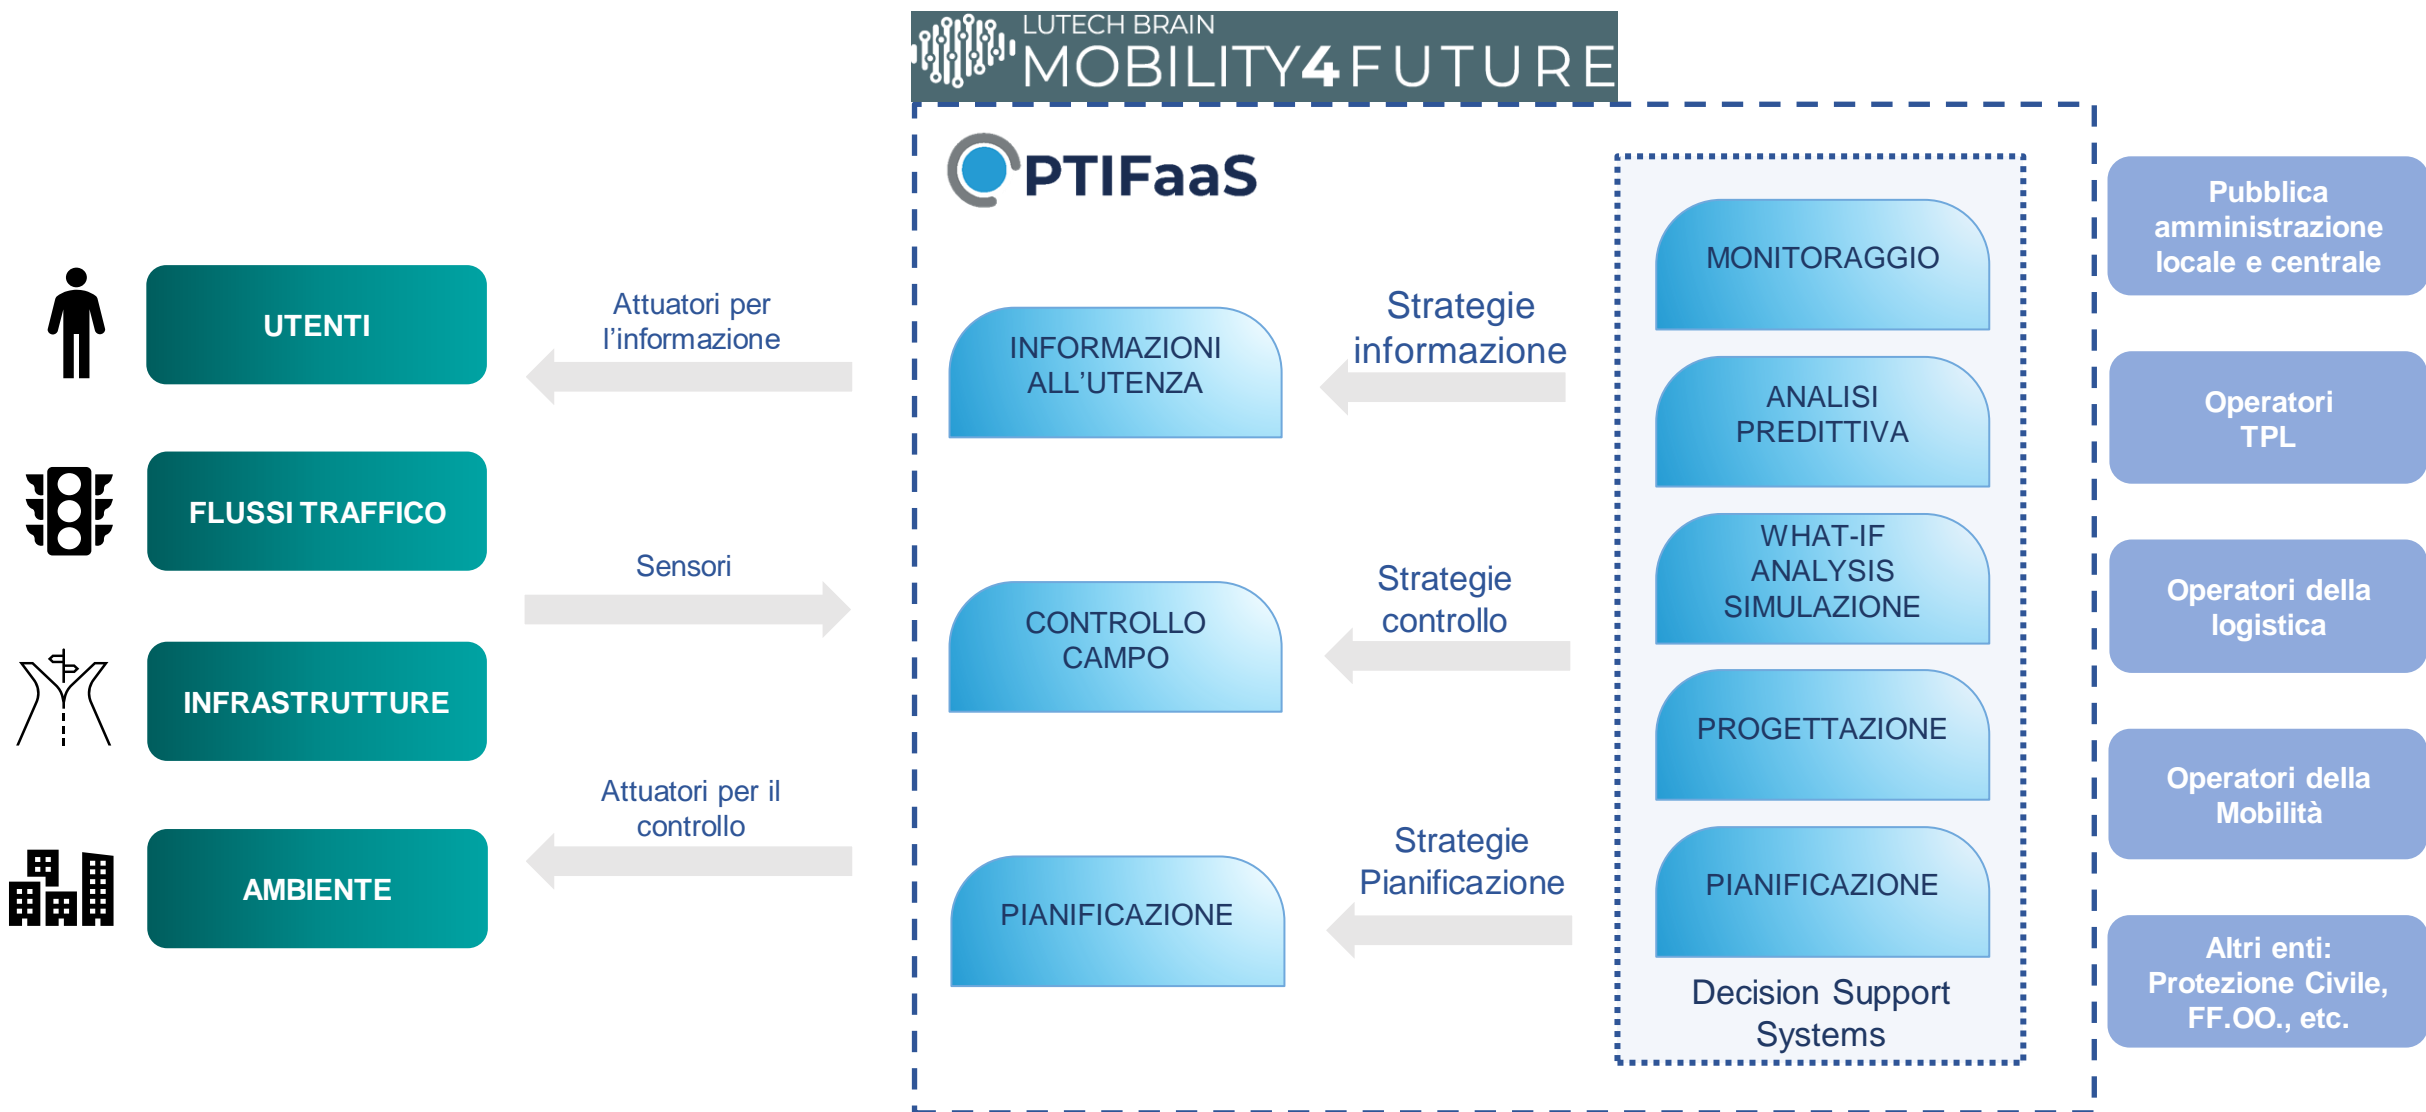 LUTECH BRAIN
MOBILITY4FUTURE
PTIFaaS
UTENTI
FLUSSI TRAFFICO
INFRASTRUTTURE
AMBIENTE
Attuatori per
l’informazione
Sensori
Attuatori per il
controllo
INFORMAZIONI
ALL’UTENZA
CONTROLLO
CAMPO
PIANIFICAZIONE
Strategie
informazione
Strategie
controllo
Strategie
Pianificazione
MONITORAGGIO
ANALISI
PREDITTIVA
WHAT-IF
ANALYSIS
SIMULAZIONE
PROGETTAZIONE
PIANIFICAZIONE
Decision Support
Systems
Pubblica
amministrazione
locale e centrale
Operatori
TPL
Operatori della
logistica
Operatori della
Mobilità
Altri enti:
Protezione Civile,
FF.OO., etc.